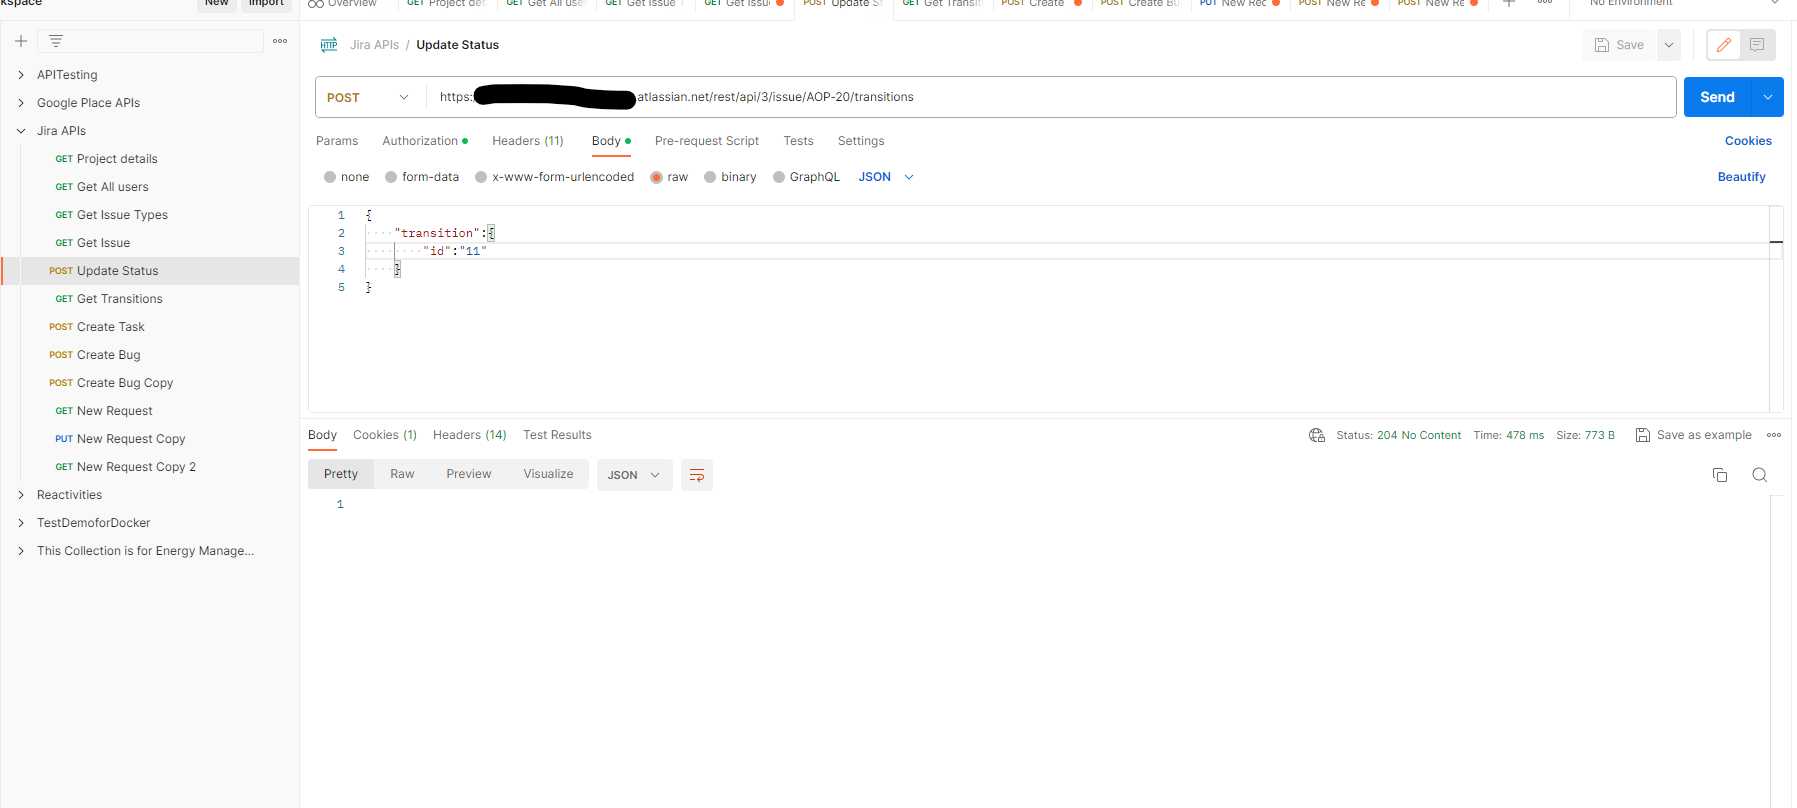 kspace
New
Import
Overview
GET Project det
GET Get All use
GET Get Issue
GET Get Issu
POST Update St
GET Get Transit
POST Create
POST Create Bu
PUT New Rec
POST New Re
POST New Re
No Environment
APITesting
Google Place APIs
Jira APIs
GET Project details
GET Get All users
GET Get Issue Types
GET Get Issue
POST Update Status
GET Get Transitions
POST Create Task
POST Create Bug
POST Create Bug Copy
GET New Request
PUT New Request Copy
GET New Request Copy 2
Reactivities
TestDemoforDocker
This Collection is for Energy Manage...
HTTP Jira APIs / Update Status
Save
POST https: atlassian.net/rest/api/3/issue/AOP-20/transitions
Send
Params Authorization Headers (11) Body Pre-request Script Tests Settings Cookies
none form-data x-www-form-urlencoded raw binary GraphQL JSON Beautify
1 {
2 "transition":{
3 "id":"11"
4 }
5 }
Body Cookies (1) Headers (14) Test Results Status: 204 No Content Time: 478 ms Size: 773 B Save as example
Pretty Raw Preview Visualize JSON
1